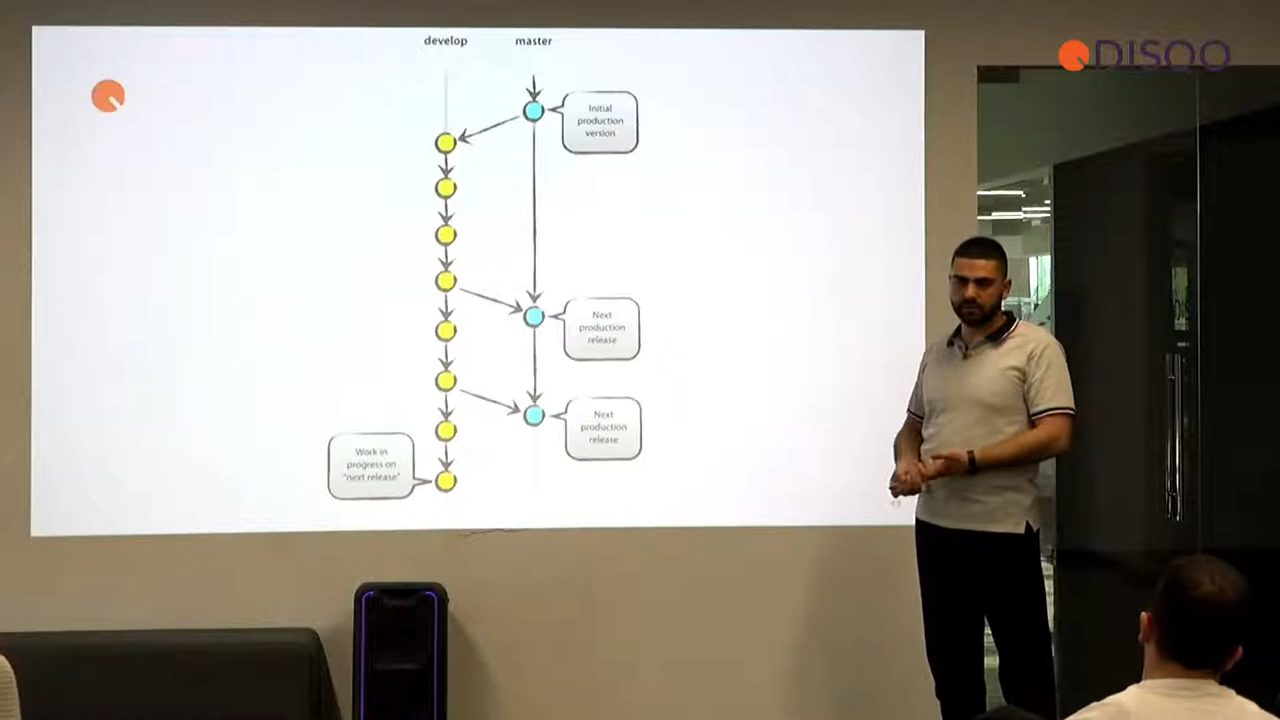 develop
master
Initial
production
version
Next
production
release
Next
production
release
Work in
progress on
"next release"
DISQO